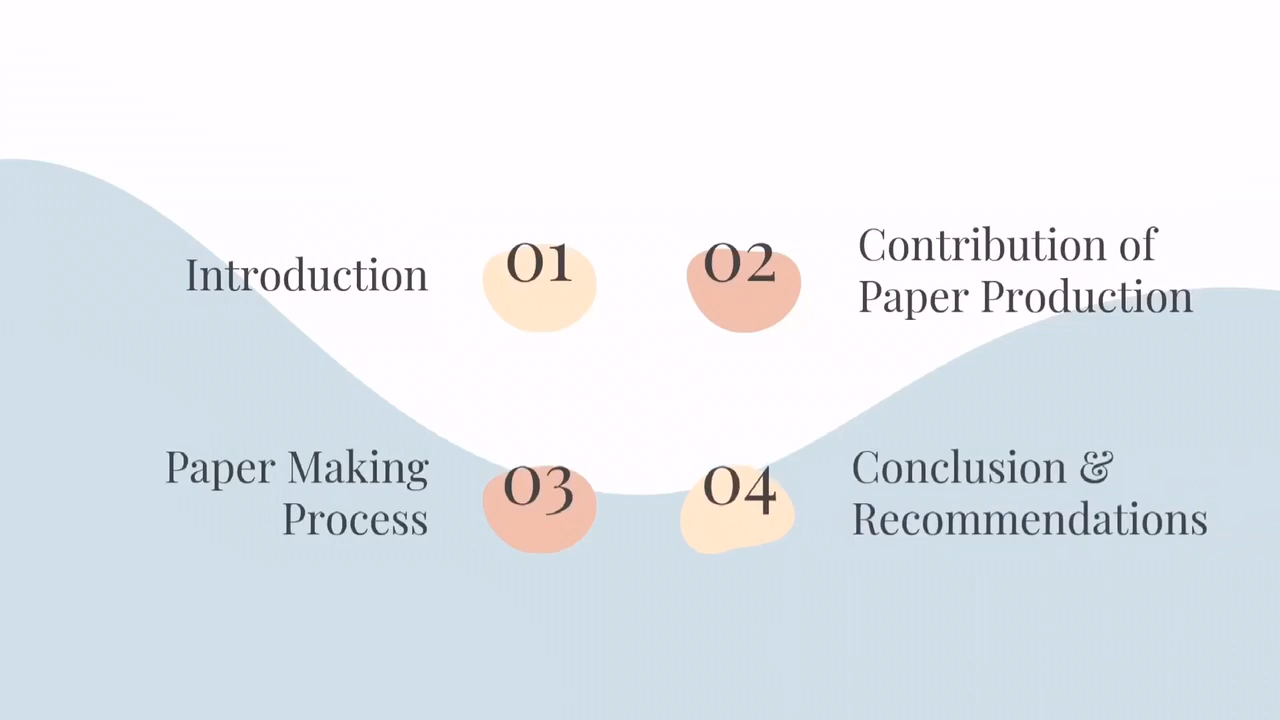 Introduction
01
02
Contribution of
Paper Production
Paper Making
Process
03
04
Conclusion &
Recommendations